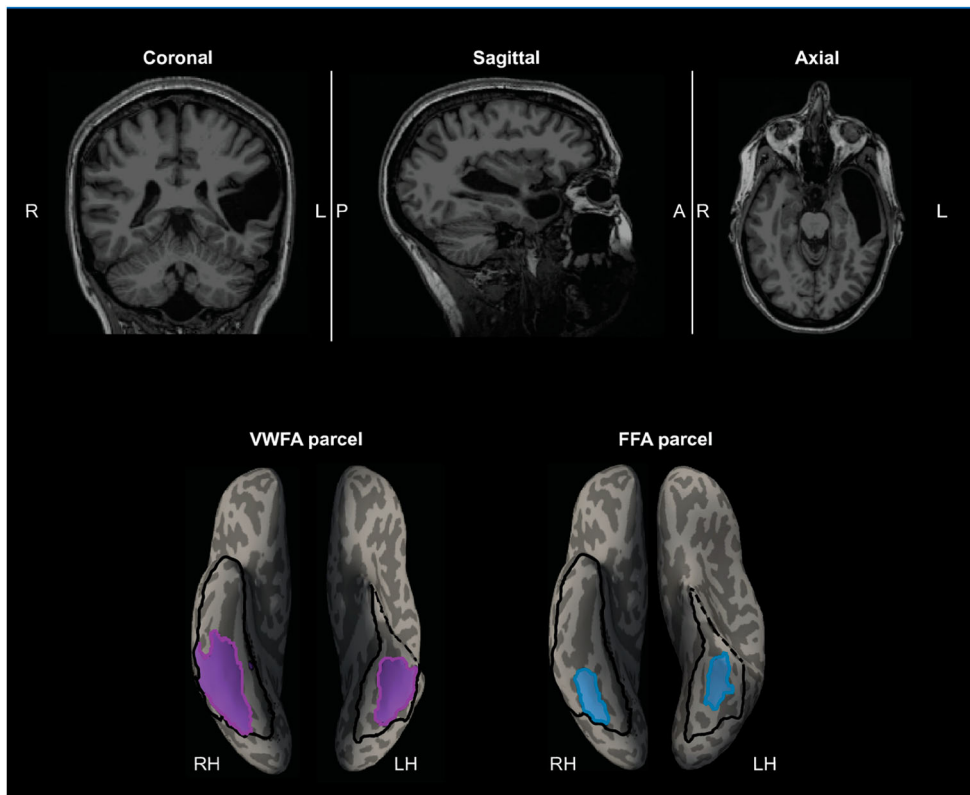 Coronal
Sagittal
Axial
R
L
P
A
R
L
VWFA parcel
FFA parcel
RH
LH
RH
LH